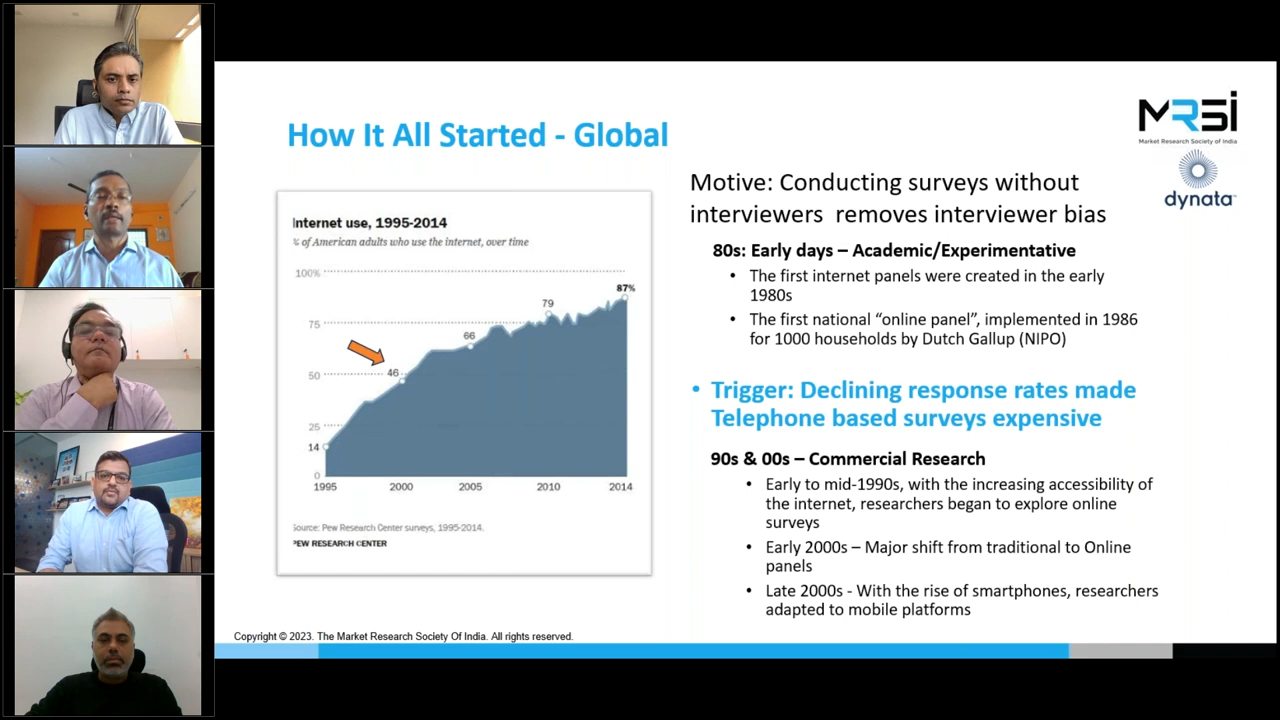 How It All Started - Global
MRSI
Market Research Society of India
dynata
Internet use, 1995-2014
% of American adults who use the internet, over time
100%
87%
79
75
66
46
50
25
14
0
1995
2000
2005
2010
2014
Source: Pew Research Center surveys, 1995-2014.
PEW RESEARCH CENTER
Motive: Conducting surveys without
interviewers removes interviewer bias
80s: Early days – Academic/Experimentative
• The first internet panels were created in the early
1980s
• The first national “online panel”, implemented in 1986
for 1000 households by Dutch Gallup (NIPO)
• Trigger: Declining response rates made
Telephone based surveys expensive
90s & 00s – Commercial Research
• Early to mid-1990s, with the increasing accessibility of
the internet, researchers began to explore online
surveys
• Early 2000s – Major shift from traditional to Online
panels
• Late 2000s - With the rise of smartphones, researchers
adapted to mobile platforms
Copyright © 2023. The Market Research Society Of India. All rights reserved.